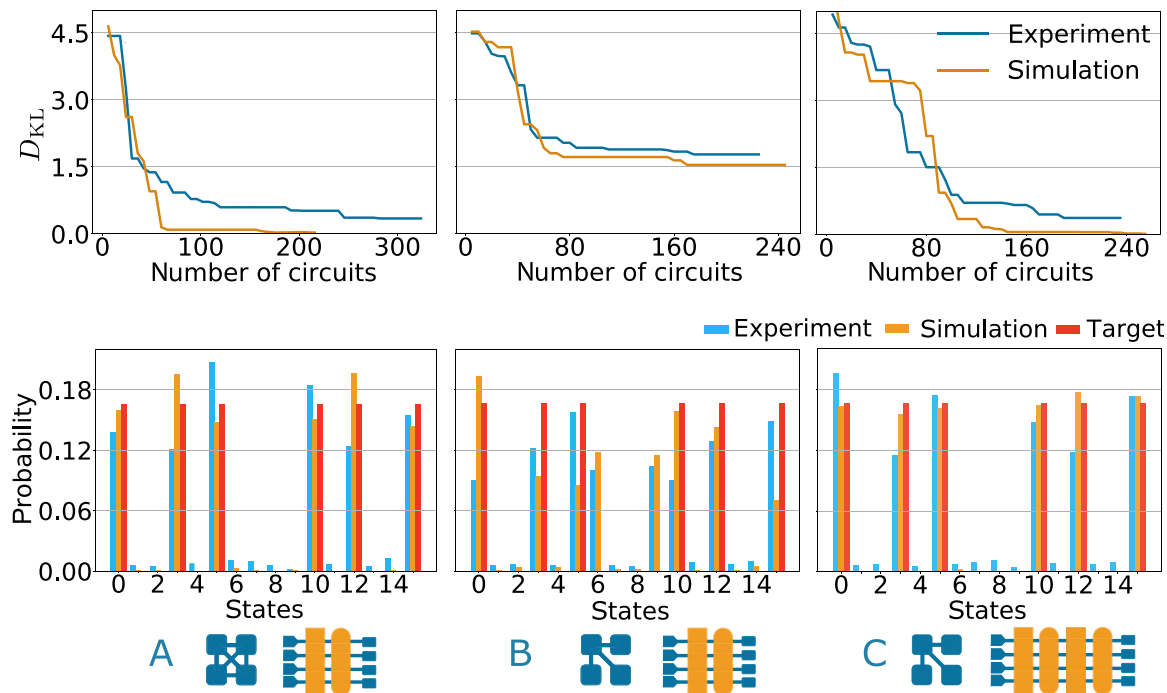 4.5
3.0
1.5
0.0
D_KL
0 100 200 300
Number of circuits
0 80 160 240
Number of circuits
0 80 160 240
Number of circuits
Experiment
Simulation
Experiment Simulation Target
0.18
0.12
0.06
0.00
Probability
0 2 4 6 8 10 12 14
States
0 2 4 6 8 10 12 14
States
0 2 4 6 8 10 12 14
States
A B C